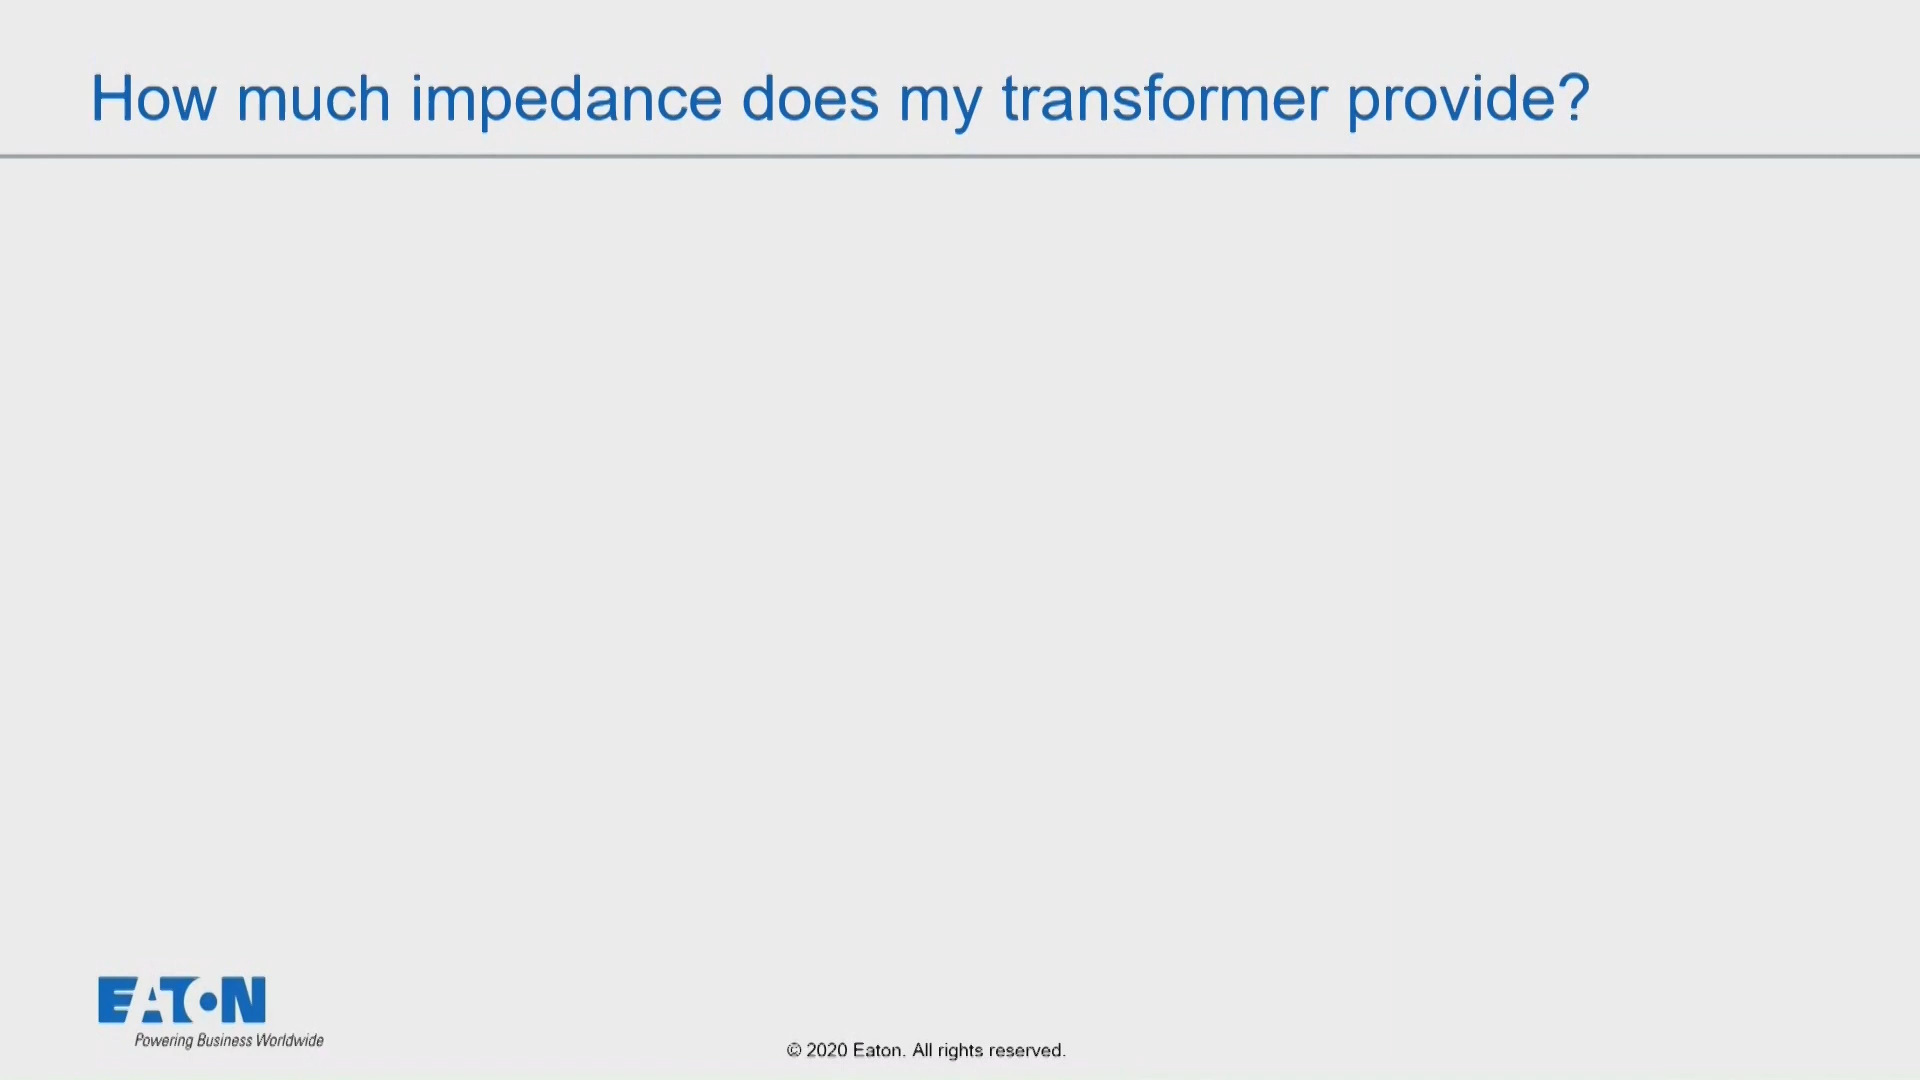 How much impedance does my transformer provide?
EATON
Powering Business Worldwide
© 2020 Eaton. All rights reserved.